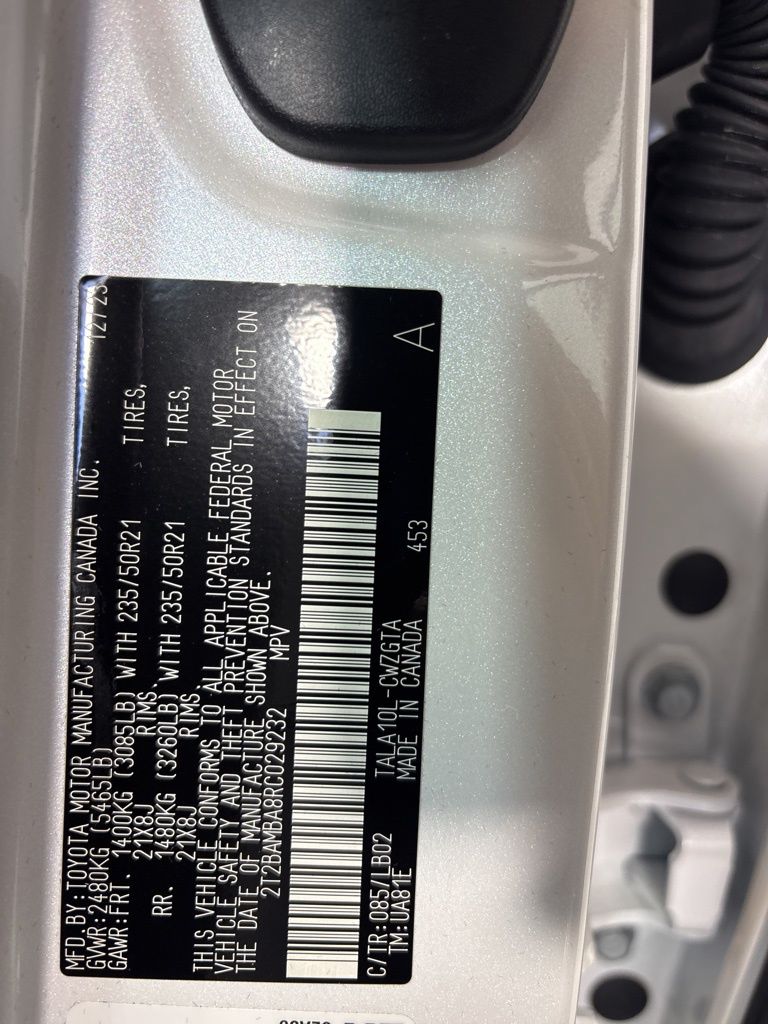 MFD. BY: TOYOTA MOTOR MANUFACTURING CANADA INC. 12/23
GVWR: 2480KG (5465LB)
GAWR: FRT. 1400KG (3085LB) WITH 235/50R21 TIRES,
21X8J RIMS
RR. 1480KG (3260LB) WITH 235/50R21 TIRES,
21X8J RIMS.
THIS VEHICLE CONFORMS TO ALL APPLICABLE FEDERAL MOTOR
VEHICLE SAFETY AND THEFT PREVENTION STANDARDS IN EFFECT ON
THE DATE OF MANUFACTURE SHOWN ABOVE.
2T2BAMBA8RC029232 MPV
A
C/TR: 085/LB02 TALA10L-CWZGTA 453
TM: UA81E MADE IN CANADA